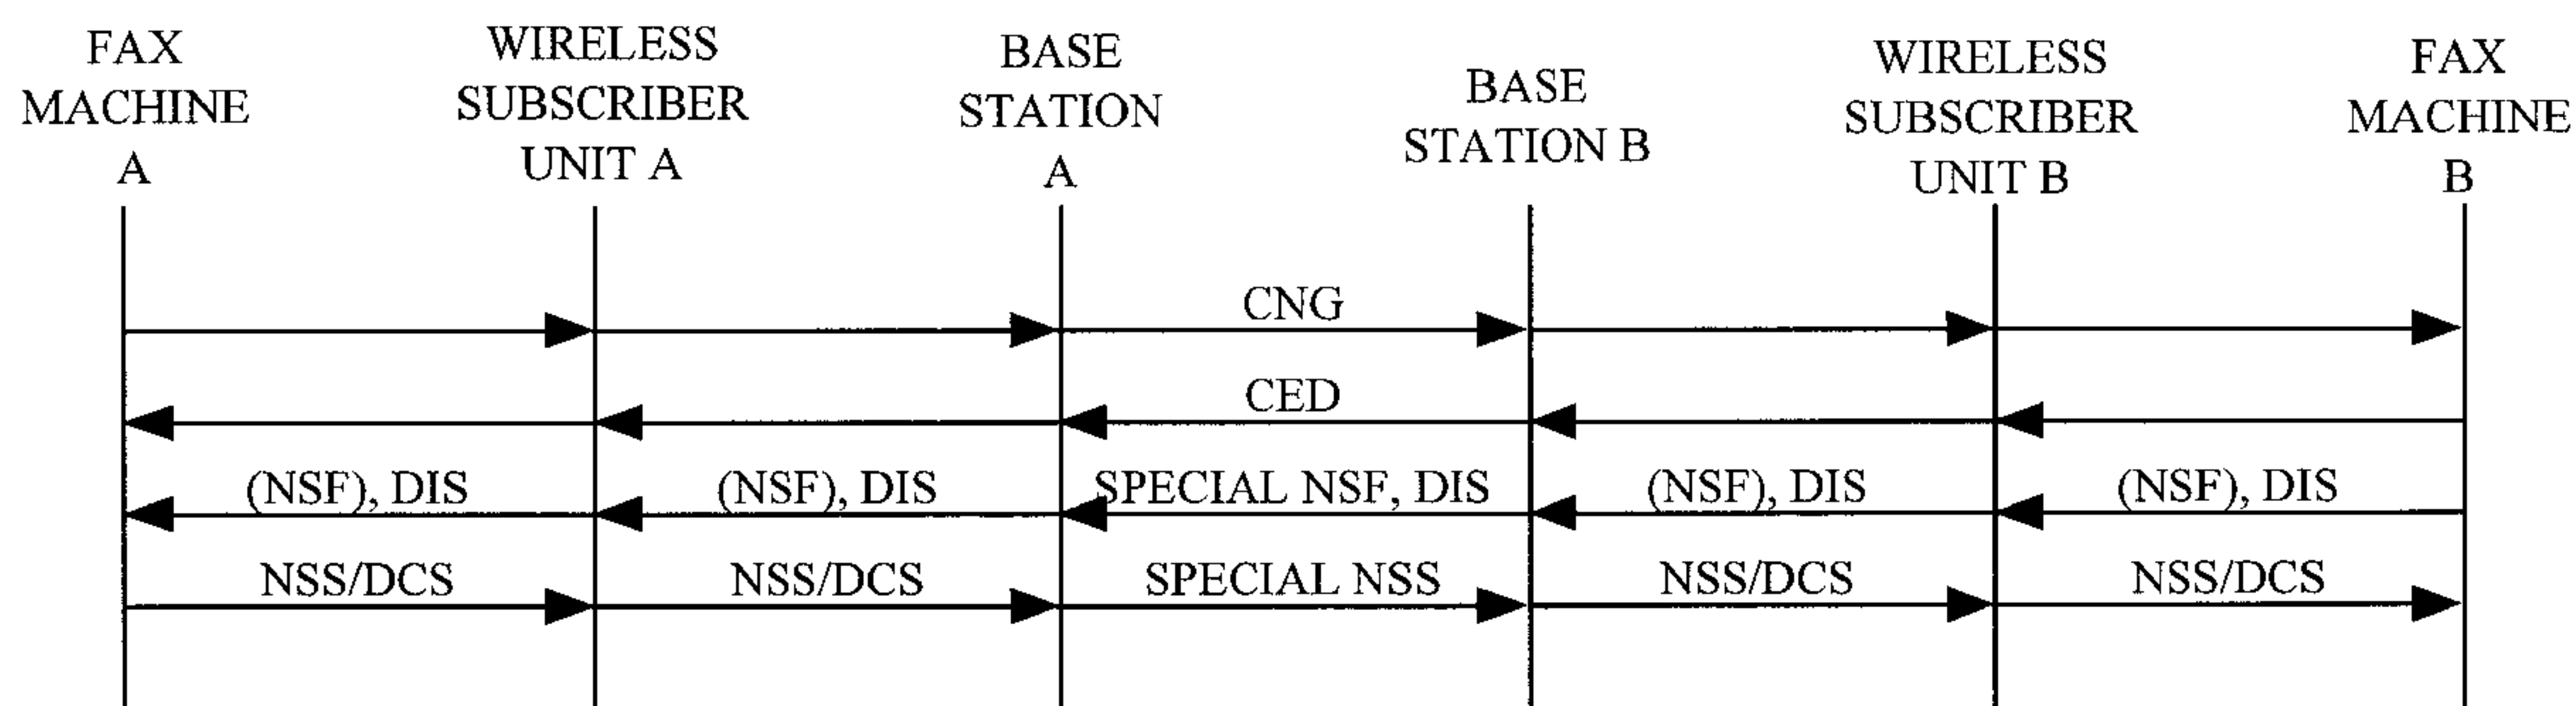 FAX
MACHINE
A
WIRELESS
SUBSCRIBER
UNIT A
BASE
STATION
A
BASE
STATION B
WIRELESS
SUBSCRIBER
UNIT B
FAX
MACHINE
B
CNG
CED
(NSF), DIS
(NSF), DIS
SPECIAL NSF, DIS
(NSF), DIS
(NSF), DIS
NSS/DCS
NSS/DCS
SPECIAL NSS
NSS/DCS
NSS/DCS